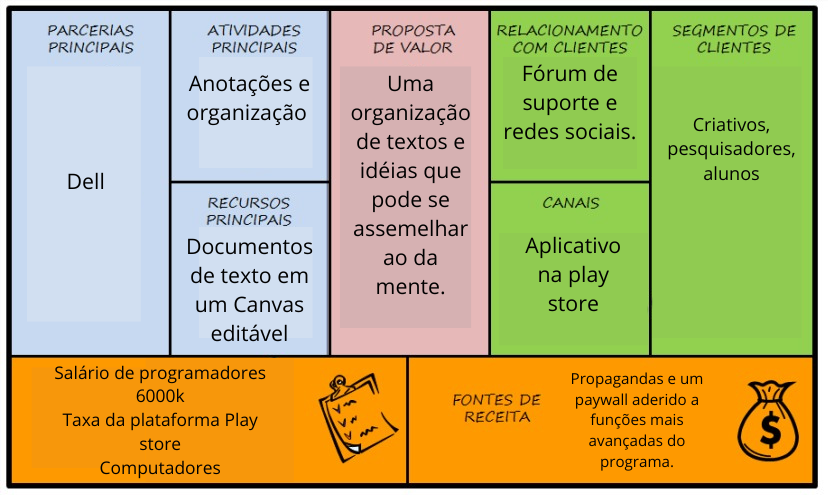 PARCERIAS
PRINCIPAIS
Dell
ATIVIDADES
PRINCIPAIS
Anotações e
organização
RECURSOS
PRINCIPAIS
Documentos
de texto em
um Canvas
editável
PROPOSTA
DE VALOR
Uma
organização
de textos e
idéias que
pode se
assemelhar
ao da
mente.
RELACIONAMENTO
COM CLIENTES
Fórum de
suporte e
redes sociais.
CANAIS
Aplicativo
na play
store
SEGMENTOS DE
CLIENTES
Criativos,
pesquisadores,
alunos
Salário de programadores
6000k
Taxa da plataforma Play
store
Computadores
FONTES DE
RECEITA
Propagandas e um
paywall aderido a
funções mais
avançadas do
programa.
$